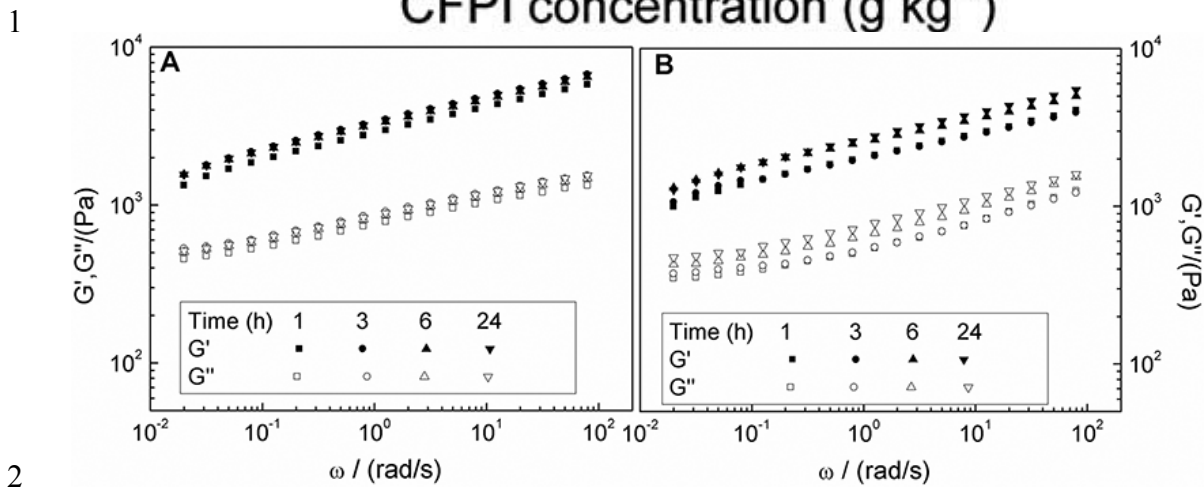 1
CFPI concentration (g kg⁻¹)
A
B
10⁴
10³
10²
G',G''/(Pa)
Time (h) 1 3 6 24
G'
G''
10⁻² 10⁻¹ 10⁰ 10¹ 10²
ω / (rad/s)
Time (h) 1 3 6 24
G'
G''
10⁻² 10⁻¹ 10⁰ 10¹ 10²
ω / (rad/s)
10⁴
10³
10²
G',G''/(Pa)
2